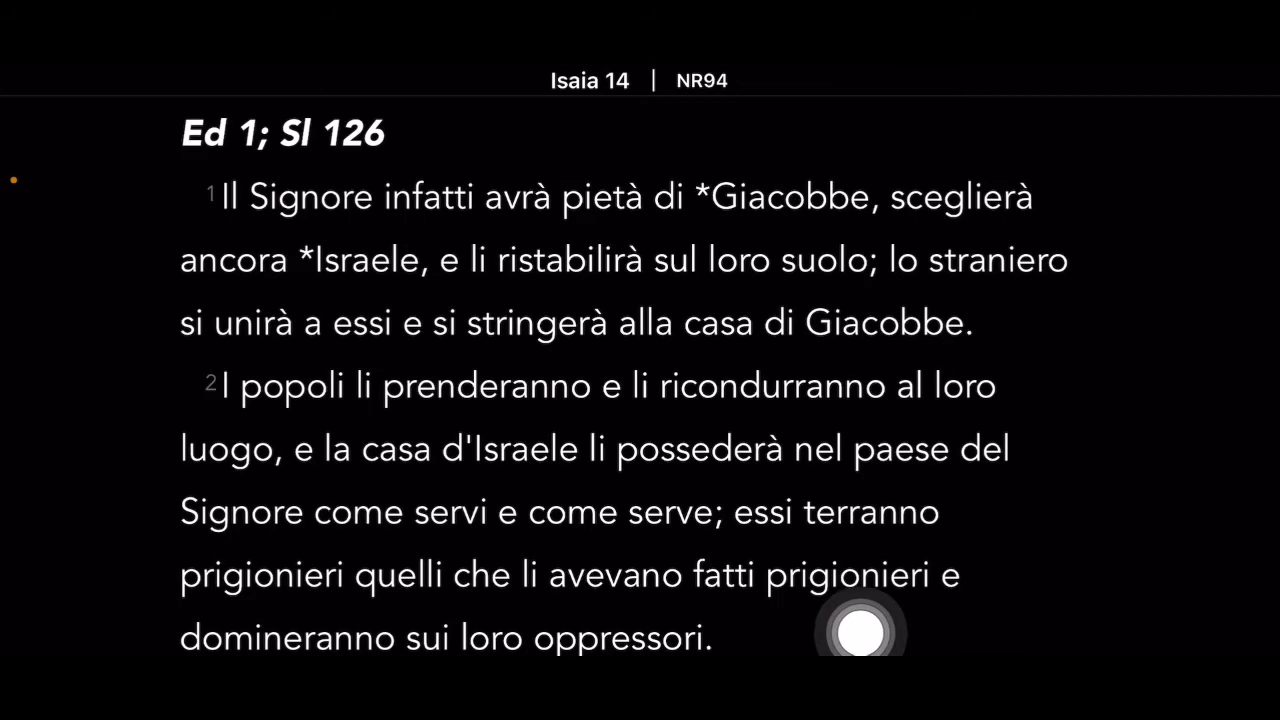 Isaia 14 | NR94
Ed 1; Sl 126
1 Il Signore infatti avrà pietà di *Giacobbe, sceglierà
ancora *Israele, e li ristabilirà sul loro suolo; lo straniero
si unirà a essi e si stringerà alla casa di Giacobbe.
2 I popoli li prenderanno e li ricondurranno al loro
luogo, e la casa d'Israele li possederà nel paese del
Signore come servi e come serve; essi terranno
prigionieri quelli che li avevano fatti prigionieri e
domineranno sui loro oppressori.